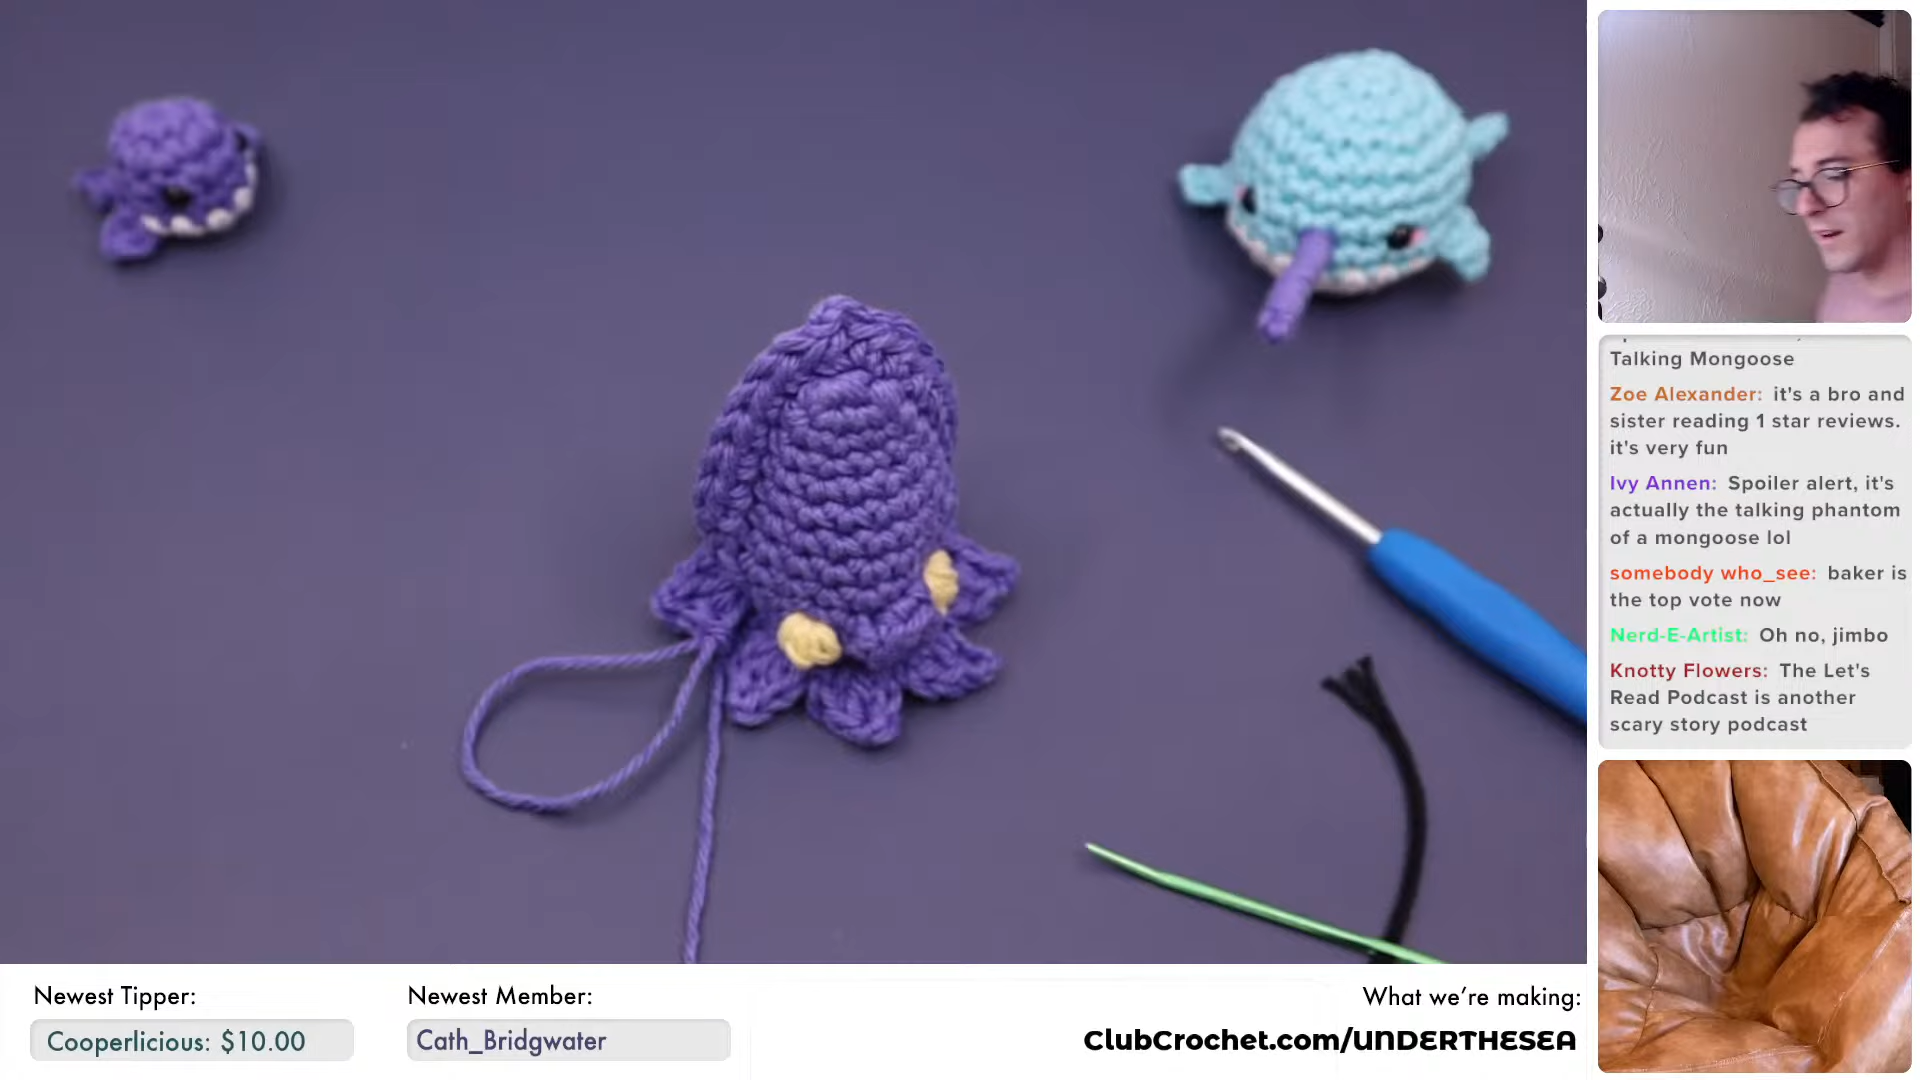 Talking Mongoose
Zoe Alexander: it's a bro and
sister reading 1 star reviews.
it's very fun
Ivy Annen: Spoiler alert, it's
actually the talking phantom
of a mongoose lol
somebody who_see: baker is
the top vote now
Nerd-E-Artist: Oh no, jimbo
Knotty Flowers: The Let's
Read Podcast is another
scary story podcast
Newest Tipper:
Cooperlicious: $10.00
Newest Member:
Cath_Bridgwater
What we're making:
ClubCrochet.com/UNDERTHESEA